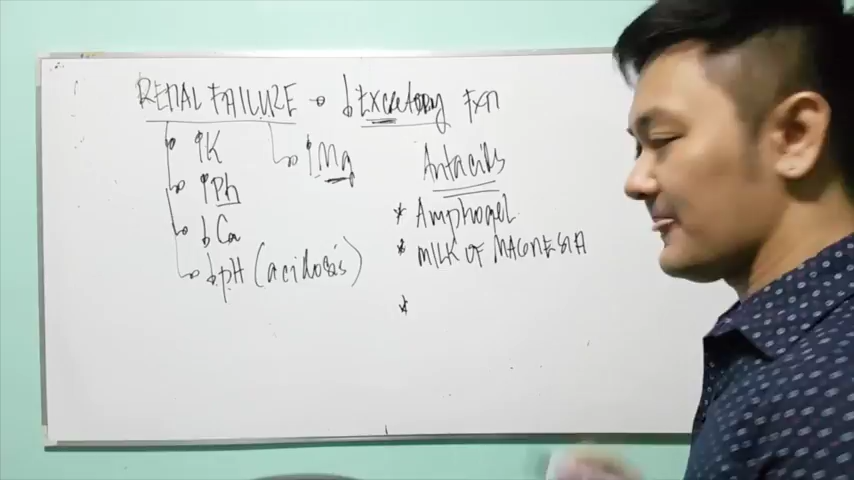 RENAL FAILURE → ↓ Excretory Fxn
↑K
↑Mg
↑Ph
↓Ca
↓pH (acidosis)
Antacids
* Amphogel
* MILK OF MAGNESIA
*